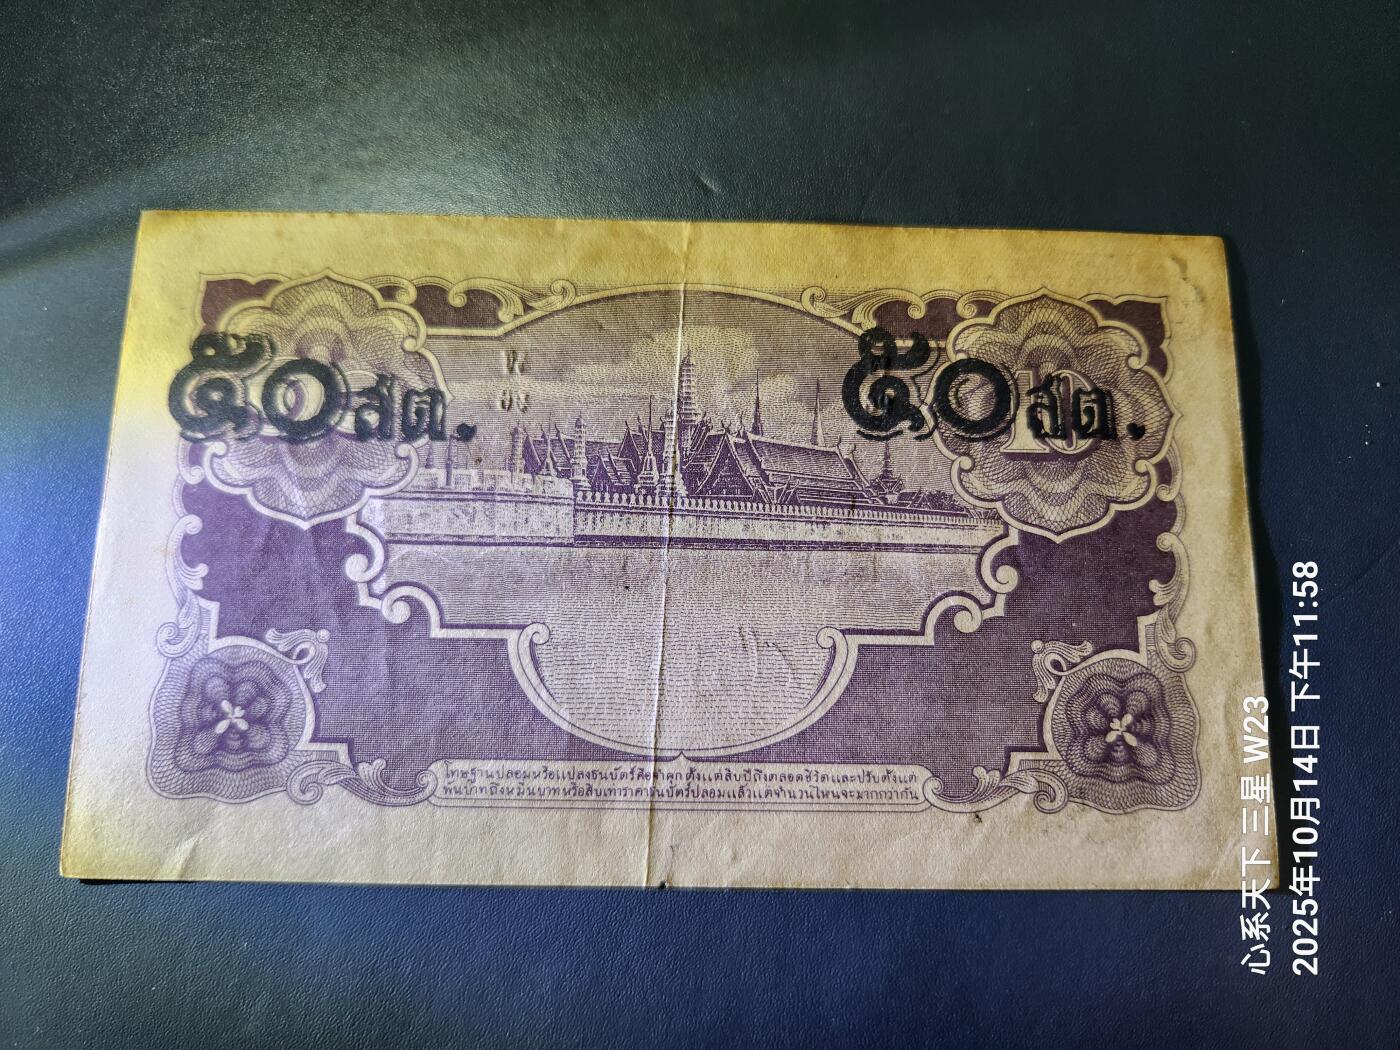 ๕๐สต.
๕๐สต.
10
โทษฐานปลอมหรือแปลงธนบัตร์คือจำคุกตั้งแต่สิบปีถึงตลอดชีวิตและปรับตั้งแต่
พันบาทถึงหมื่นบาทหรือสิบเท่าราคาธนบัตร์ปลอมแล้วแต่จำนวนไหนจะมากกว่ากัน
心系天下 三星 W23
2025年10月14日 下午11:58